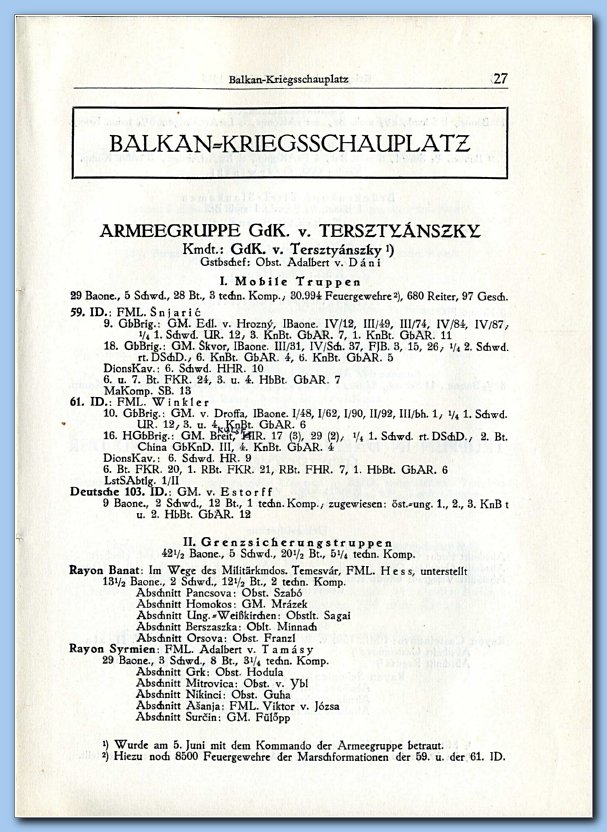 Balkan-Kriegsschauplatz 27
BALKAN-KRIEGSSCHAUPLATZ
ARMEEGRUPPE GdK. v. TERSZTYÁNSZKY
Kmdt.: GdK. v. Tersztyánszky ¹)
Gstbschef: Obst. Adalbert v. Dáni
I. Mobile Truppen
29 Baone., 5 Schwd., 28 Bt., 3 techn. Komp., 30.994 Feuergewehre²), 680 Reiter, 97 Gesch.
59. ID.: FML. Šnjarić
9. GbBrig.: GM. Edl. v. Hrozný, IBaone. IV/12, III/49, III/74, IV/84, IV/87,
¹/₄ 1. Schwd. UR. 12, 3. KnBt. GbAR. 7, 1. KnBt. GbAR. 11
18. GbBrig.: GM. Škvor, IBaone. III/31, IV/Sch. 37, FJB. 3, 15, 26, ¹/₄ 2. Schwd.
rt. DSchD., 6. KnBt. GbAR. 4, 6. KnBt. GbAR. 5
DionsKav.: 6. Schwd. HHR. 10
6. u. 7. Bt. FKR. 24, 3. u. 4. HbBt. GbAR. 7
MaKomp. SB. 13
61. ID.: FML. Winkler
10. GbBrig.: GM. v. Droffa, IBaone. I/48, I/62, I/90, II/92, III/bh. 1, ¹/₄ 1. Schwd.
UR. 12, 3. u. 4. KnBt. GbAR. 6
16. HGbBrig.: GM. Breit, HIR. 17 (3), 29 (2), ¹/₄ 1. Schwd. rt. DSchD., 2. Bt.
China GbKnD. III, 4. KnBt. GbAR. 4
DionsKav.: 6. Schwd. HR. 9
6. Bt. FKR. 20, 1. RBt. FKR. 21, RBt. FHR. 7, 1. HbBt. GbAR. 6
LstSAbtlg. 1/II
Deutsche 103. ID.: GM. v. Estorff
9 Baone., 2 Schwd., 12 Bt., 1 techn. Komp., zugewiesen: öst.-ung. 1., 2., 3. KnB t
u. 2. HbBt. GbAR. 12
II. Grenzsicherungstruppen
42¹/₂ Baone., 5 Schwd., 20¹/₂ Bt., 5¹/₄ techn. Komp.
Rayon Banat: Im Wege des Militärkmdos. Temesvár, FML. Hess, unterstellt
13¹/₂ Baone., 2 Schwd., 12¹/₂ Bt., 2 techn. Komp.
Abschnitt Pancsova: Obst. Szabó
Abschnitt Homokos: GM. Mrázek
Abschnitt Ung.-Weißkirchen: Obstlt. Sagai
Abschnitt Berszaszka: Oblt. Minnach
Abschnitt Orsova: Obst. Franzl
Rayon Syrmien: FML. Adalbert v. Tamásy
29 Baone., 3 Schwd., 8 Bt., 3¹/₄ techn. Komp.
Abschnitt Grk: Obst. Hodula
Abschnitt Mitrovica: Obst. v. Ybl
Abschnitt Nikinci: Obst. Guha
Abschnitt Ašanja: FML. Viktor v. Józsa
Abschnitt Surčin: GM. Fülöpp
¹) Wurde am 5. Juni mit dem Kommando der Armeegruppe betraut.
²) Hiezu noch 8500 Feuergewehre der Marschformationen der 59. u. der 61. ID.